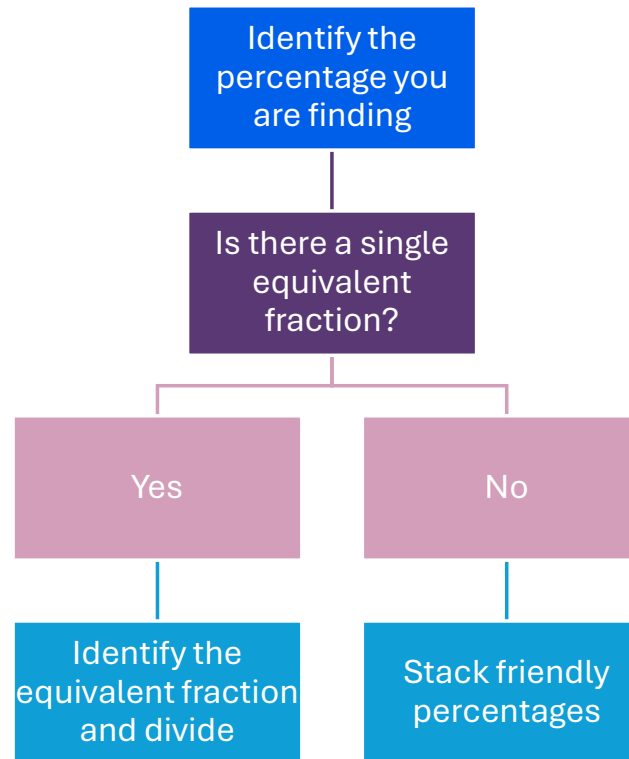 Identify the
percentage you
are finding
Is there a single
equivalent
fraction?
Yes
No
Identify the
equivalent fraction
and divide
Stack friendly
percentages